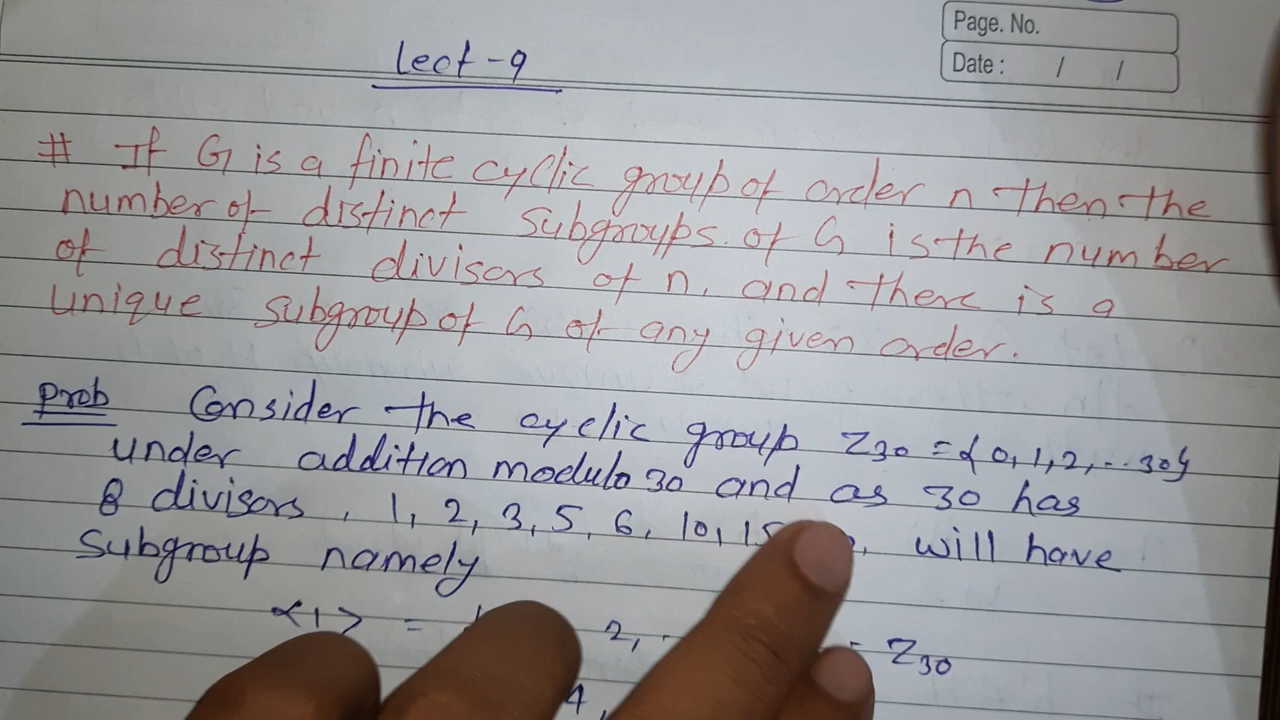 Page. No.
Date : / /
Lect-9
# If G is a finite cyclic group of order n then the
number of distinct subgroups of G is the number
of distinct divisors of n, and there is a
unique subgroup of G of any given order.
Prob Consider the cyclic group Z30 = {0,1,2,...30}
under addition modulo 30 and as 30 has
8 divisors, 1, 2, 3, 5, 6, 10, 15 will have
Subgroup namely
<1> = 2, = Z30
4,